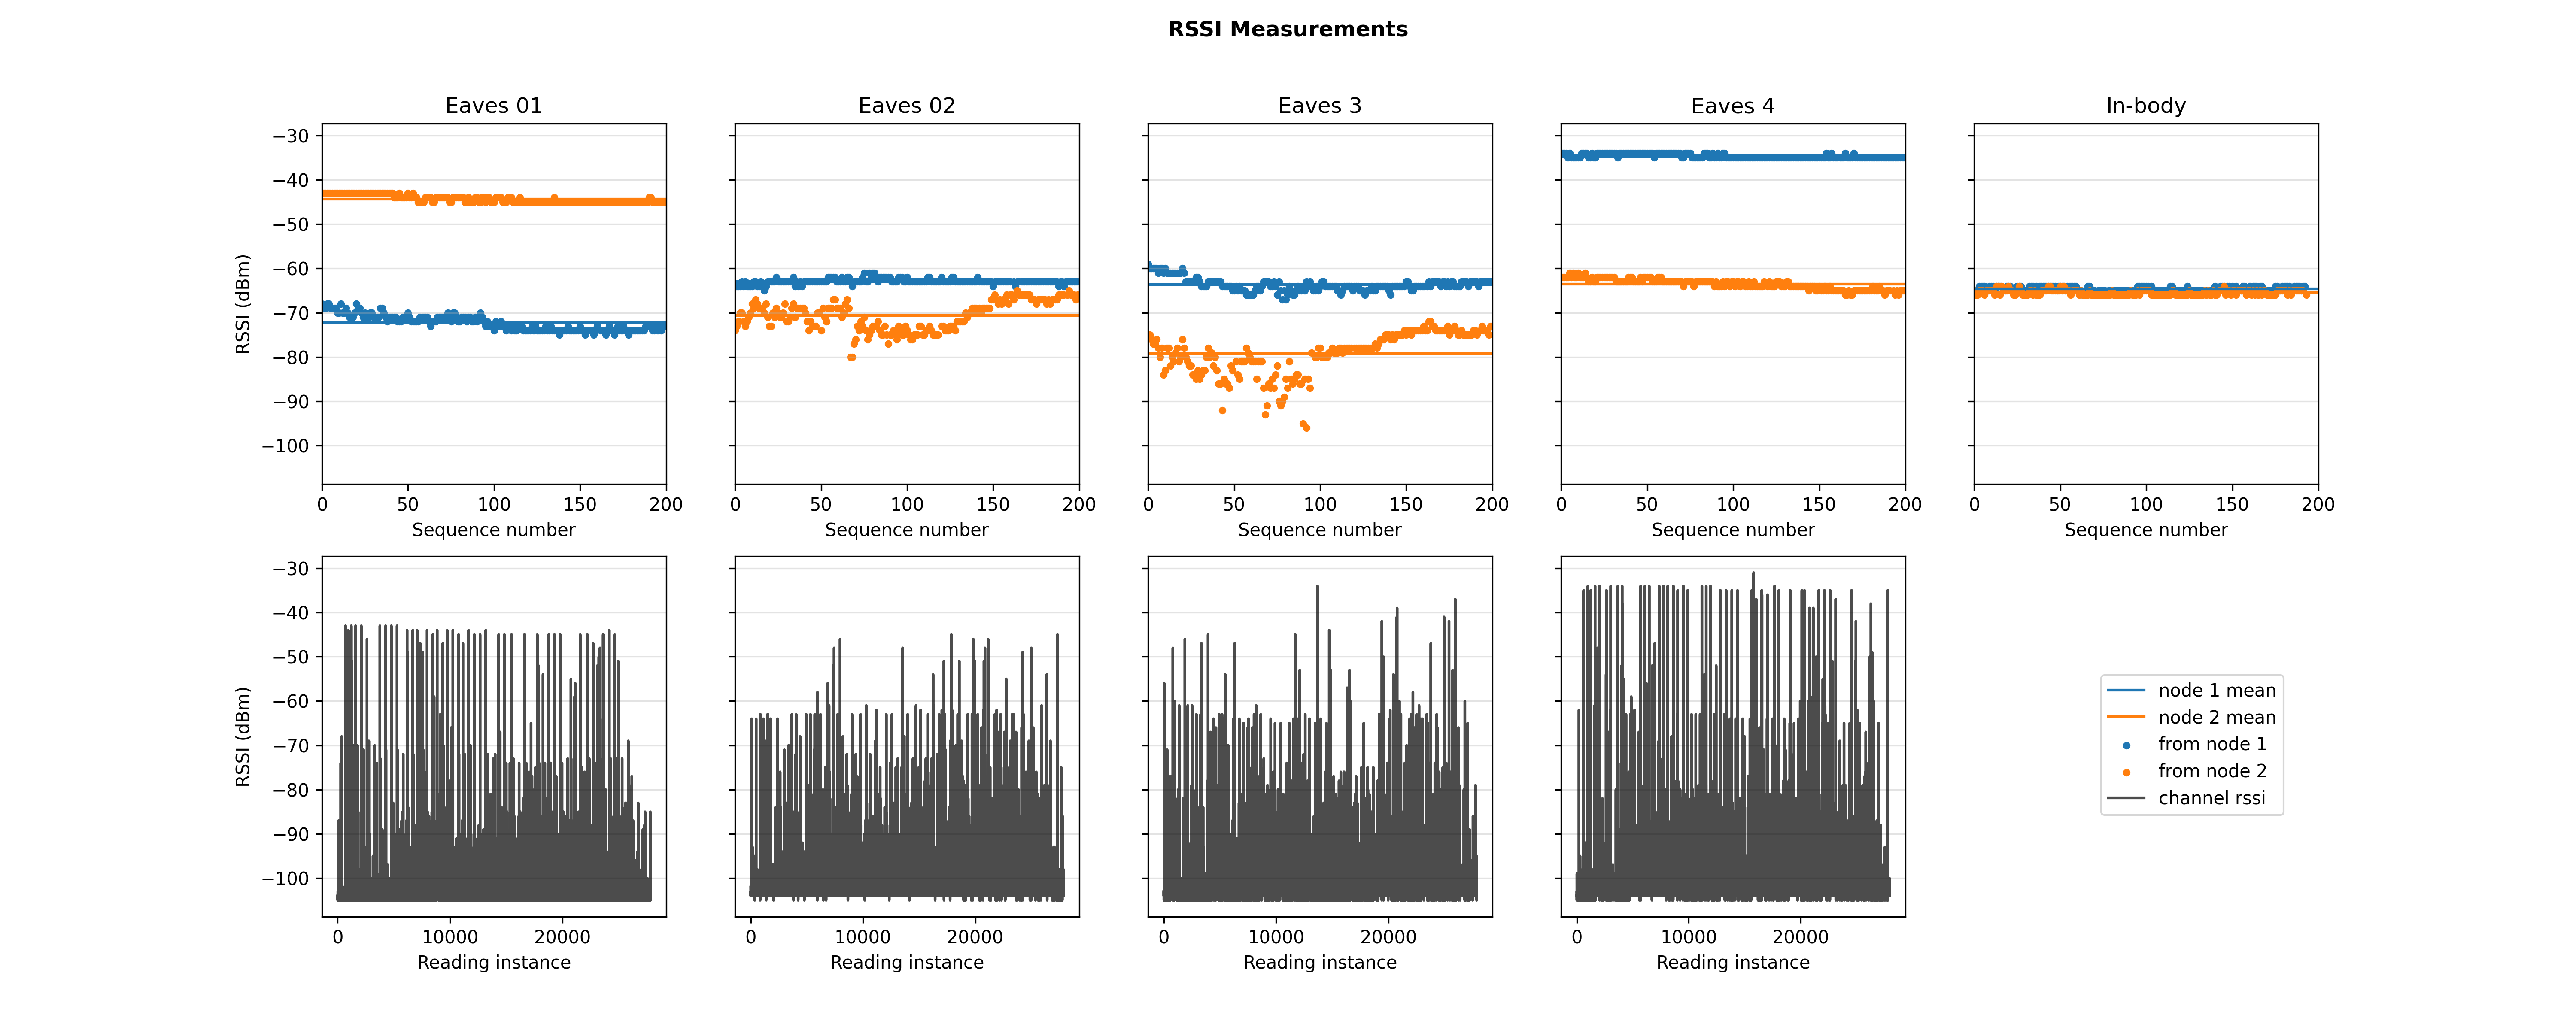 RSSI Measurements
Eaves 01
Eaves 02
Eaves 3
Eaves 4
In-body
RSSI (dBm)
−30
−40
−50
−60
−70
−80
−90
−100
0 50 100 150 200
0 50 100 150 200
0 50 100 150 200
0 50 100 150 200
0 50 100 150 200
Sequence number
Sequence number
Sequence number
Sequence number
Sequence number
RSSI (dBm)
−30
−40
−50
−60
−70
−80
−90
−100
0 10000 20000
0 10000 20000
0 10000 20000
0 10000 20000
Reading instance
Reading instance
Reading instance
Reading instance
node 1 mean
node 2 mean
from node 1
from node 2
channel rssi